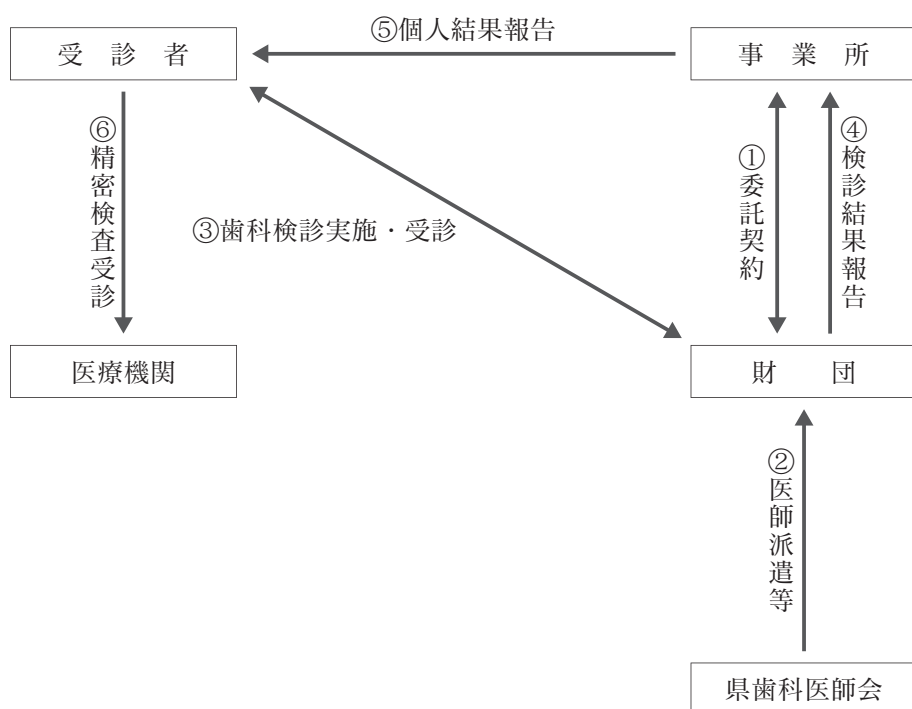 ⑤個人結果報告
受診者
事業所
⑥精密検査受診
①委託契約
④検診結果報告
③歯科検診実施・受診
医療機関
財団
②医師派遣等
県歯科医師会